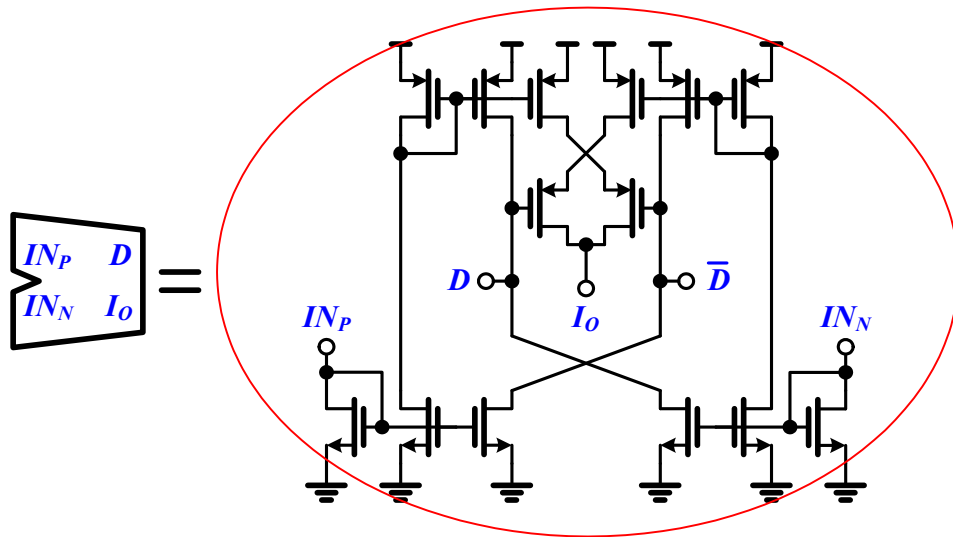 IN_P D
IN_N I_O
=
D
I_O
D̅
IN_P
IN_N